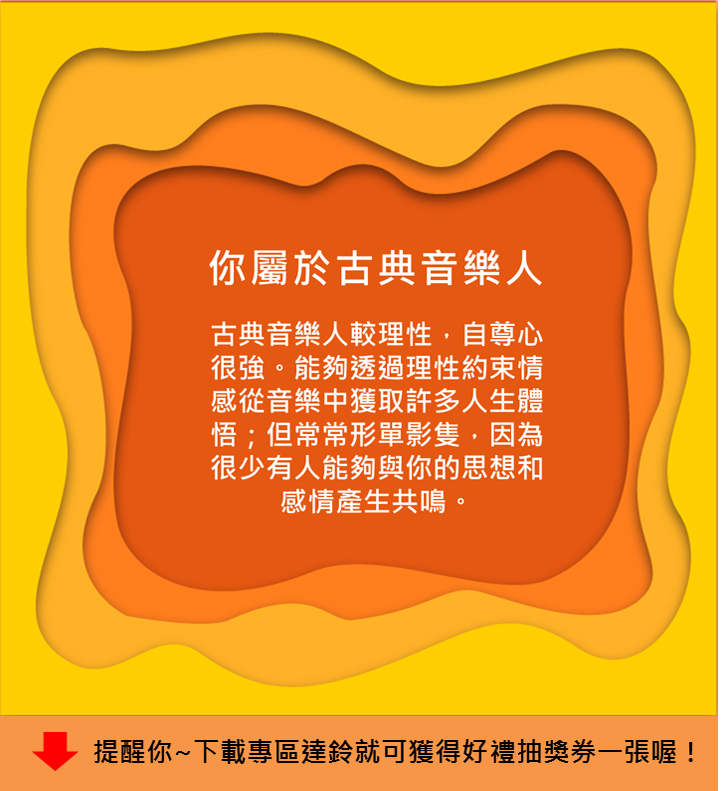 你屬於古典音樂人
古典音樂人較理性，自尊心
很強。能夠透過理性約束情
感從音樂中獲取許多人生體
悟；但常常形單影隻，因為
很少有人能夠與你的思想和
感情產生共鳴。
提醒你~下載專區達鈴就可獲得好禮抽獎券一張喔！